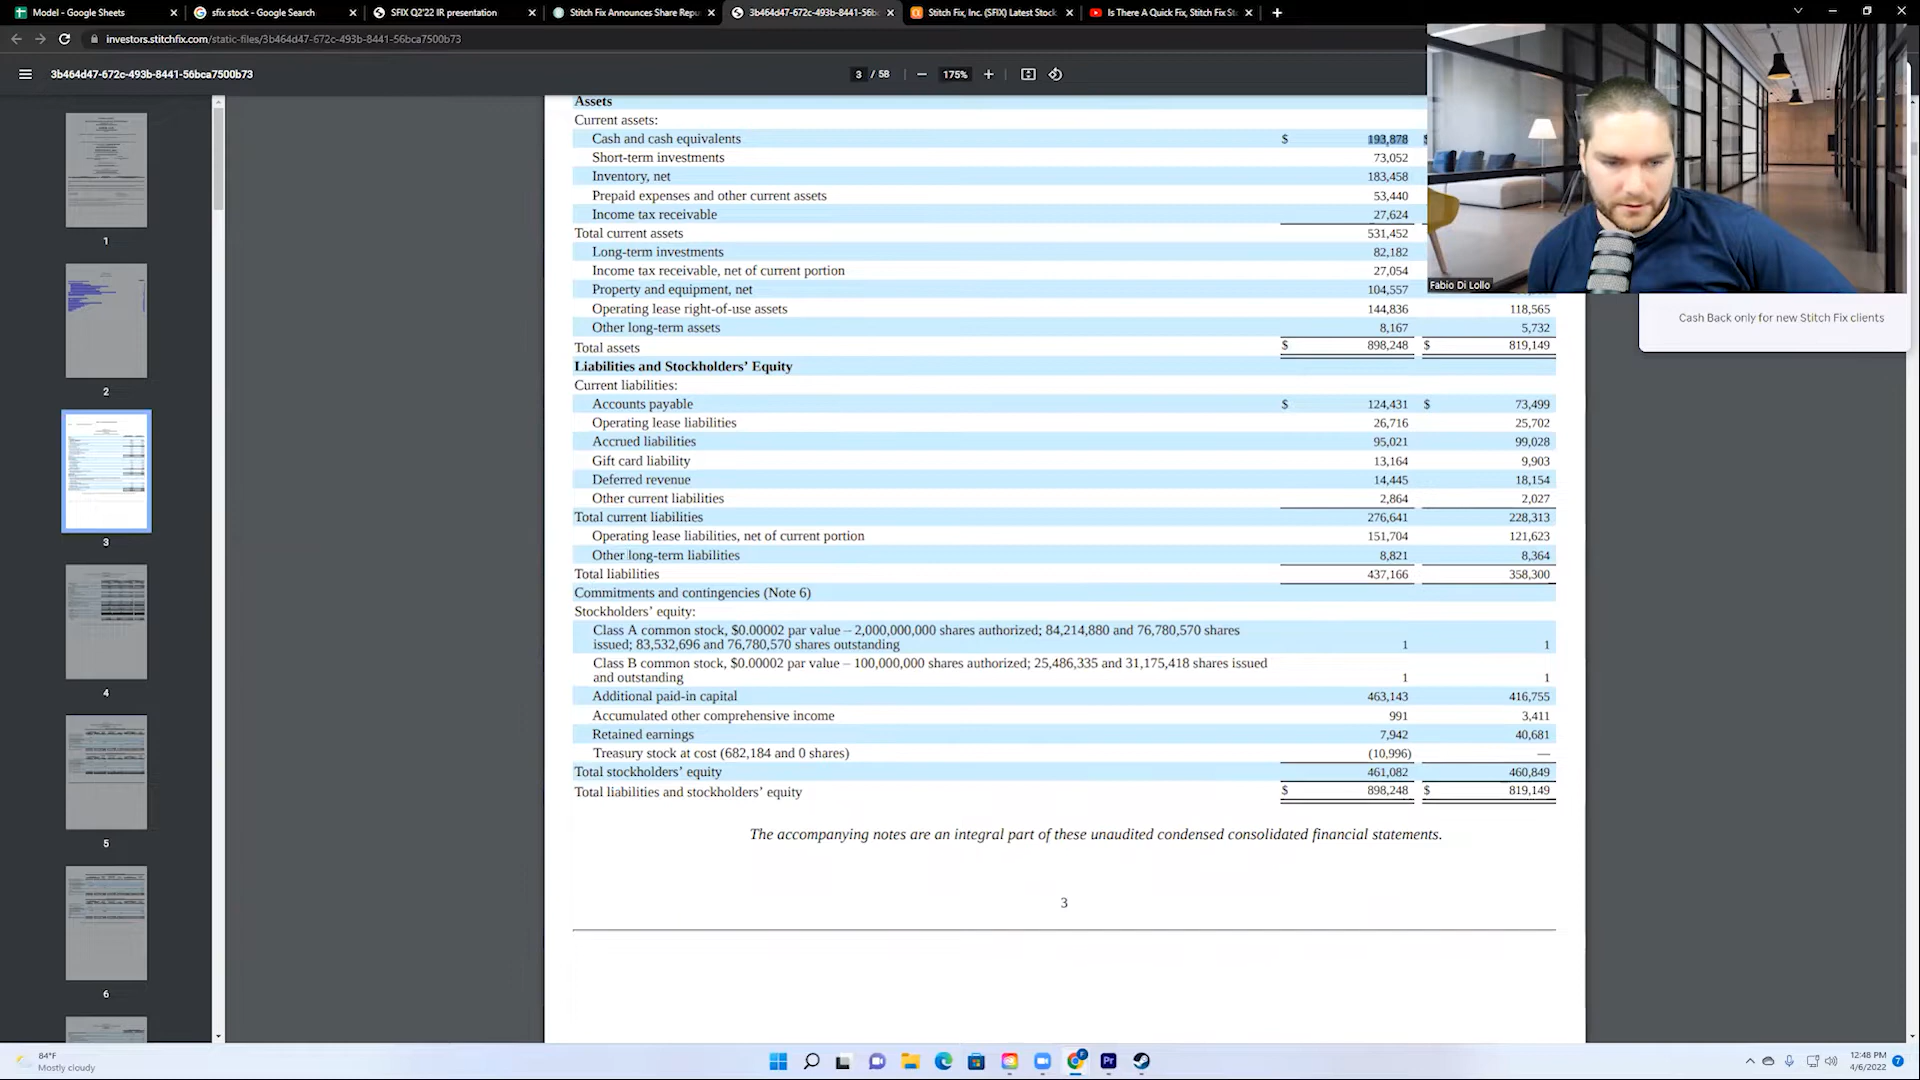 Model - Google Sheets
sfix stock - Google Search
SFIX Q2'22 IR presentation
Stitch Fix Announces Share Repu
3b464d47-672c-493b-8441-56bc
Stitch Fix, Inc. (SFIX) Latest Stock
Is There A Quick Fix, Stitch Fix St
investors.stitchfix.com/static-files/3b464d47-672c-493b-8441-56bca7500b73
3b464d47-672c-493b-8441-56bca7500b73
3 / 58
175%
Assets
Current assets:
Cash and cash equivalents $ 193,878 $
Short-term investments 73,052
Inventory, net 183,458
Prepaid expenses and other current assets 53,440
Income tax receivable 27,624
Total current assets 531,452
Long-term investments 82,182
Income tax receivable, net of current portion 27,054
Property and equipment, net 104,557
Operating lease right-of-use assets 144,836 118,565
Other long-term assets 8,167 5,732
Total assets $ 898,248 $ 819,149
Liabilities and Stockholders' Equity
Current liabilities:
Accounts payable $ 124,431 $ 73,499
Operating lease liabilities 26,716 25,702
Accrued liabilities 95,021 99,028
Gift card liability 13,164 9,903
Deferred revenue 14,445 18,154
Other current liabilities 2,864 2,027
Total current liabilities 276,641 228,313
Operating lease liabilities, net of current portion 151,704 121,623
Other long-term liabilities 8,821 8,364
Total liabilities 437,166 358,300
Commitments and contingencies (Note 6)
Stockholders' equity:
Class A common stock, $0.00002 par value – 2,000,000,000 shares authorized; 84,214,880 and 76,780,570 shares
issued; 83,532,696 and 76,780,570 shares outstanding 1 1
Class B common stock, $0.00002 par value – 100,000,000 shares authorized; 25,486,335 and 31,175,418 shares issued
and outstanding 1 1
Additional paid-in capital 463,143 416,755
Accumulated other comprehensive income 991 3,411
Retained earnings 7,942 40,681
Treasury stock at cost (682,184 and 0 shares) (10,996) —
Total stockholders' equity 461,082 460,849
Total liabilities and stockholders' equity $ 898,248 $ 819,149
The accompanying notes are an integral part of these unaudited condensed consolidated financial statements.
3
1
2
3
4
5
6
Fabio Di Lollo
Cash Back only for new Stitch Fix clients
84°F
Mostly cloudy
Pr
12:48 PM
4/6/2022
7